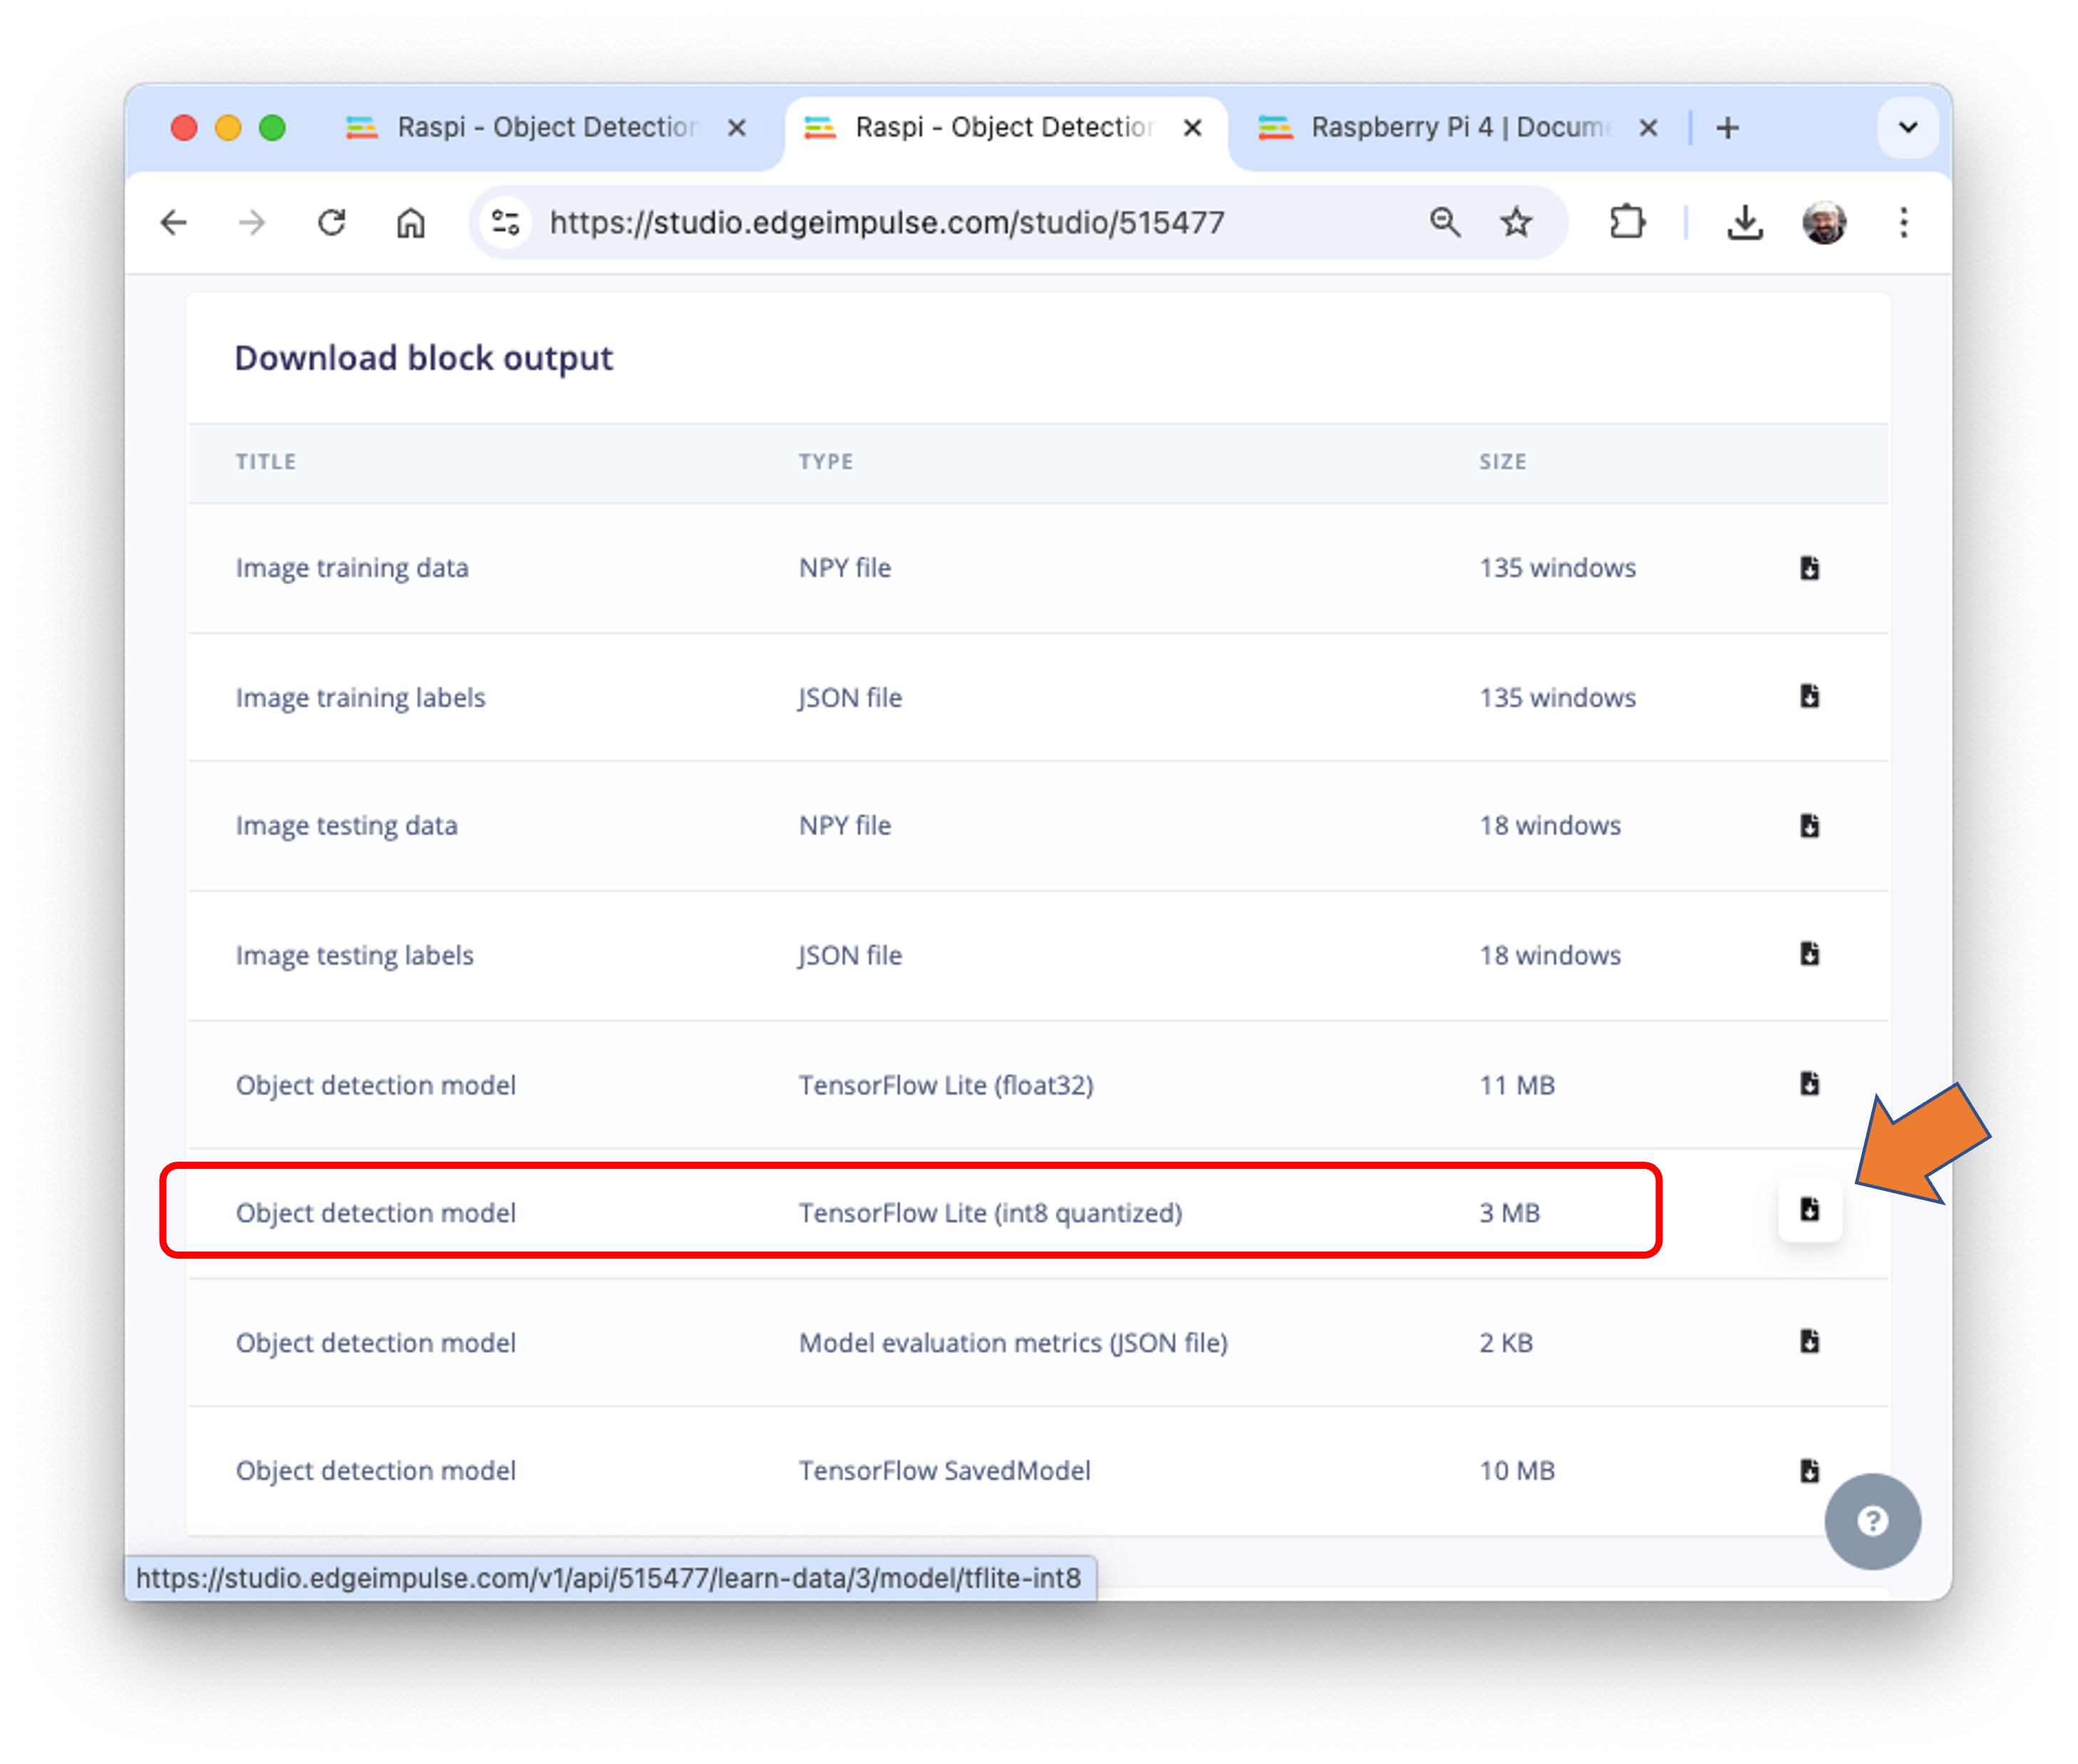 Raspi - Object Detection
Raspi - Object Detection
Raspberry Pi 4 | Docume
https://studio.edgeimpulse.com/studio/515477
Download block output
TITLE TYPE SIZE
Image training data NPY file 135 windows
Image training labels JSON file 135 windows
Image testing data NPY file 18 windows
Image testing labels JSON file 18 windows
Object detection model TensorFlow Lite (float32) 11 MB
Object detection model TensorFlow Lite (int8 quantized) 3 MB
Object detection model Model evaluation metrics (JSON file) 2 KB
Object detection model TensorFlow SavedModel 10 MB
?
https://studio.edgeimpulse.com/v1/api/515477/learn-data/3/model/tflite-int8